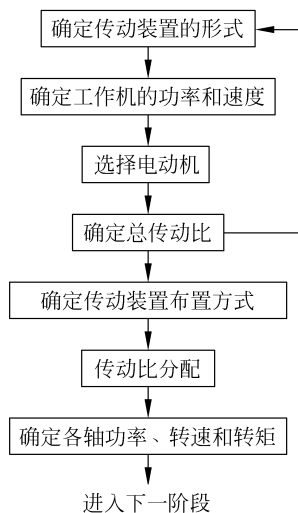 确定传动装置的形式
确定工作机的功率和速度
选择电动机
确定总传动比
确定传动装置布置方式
传动比分配
确定各轴功率、转速和转矩
进入下一阶段